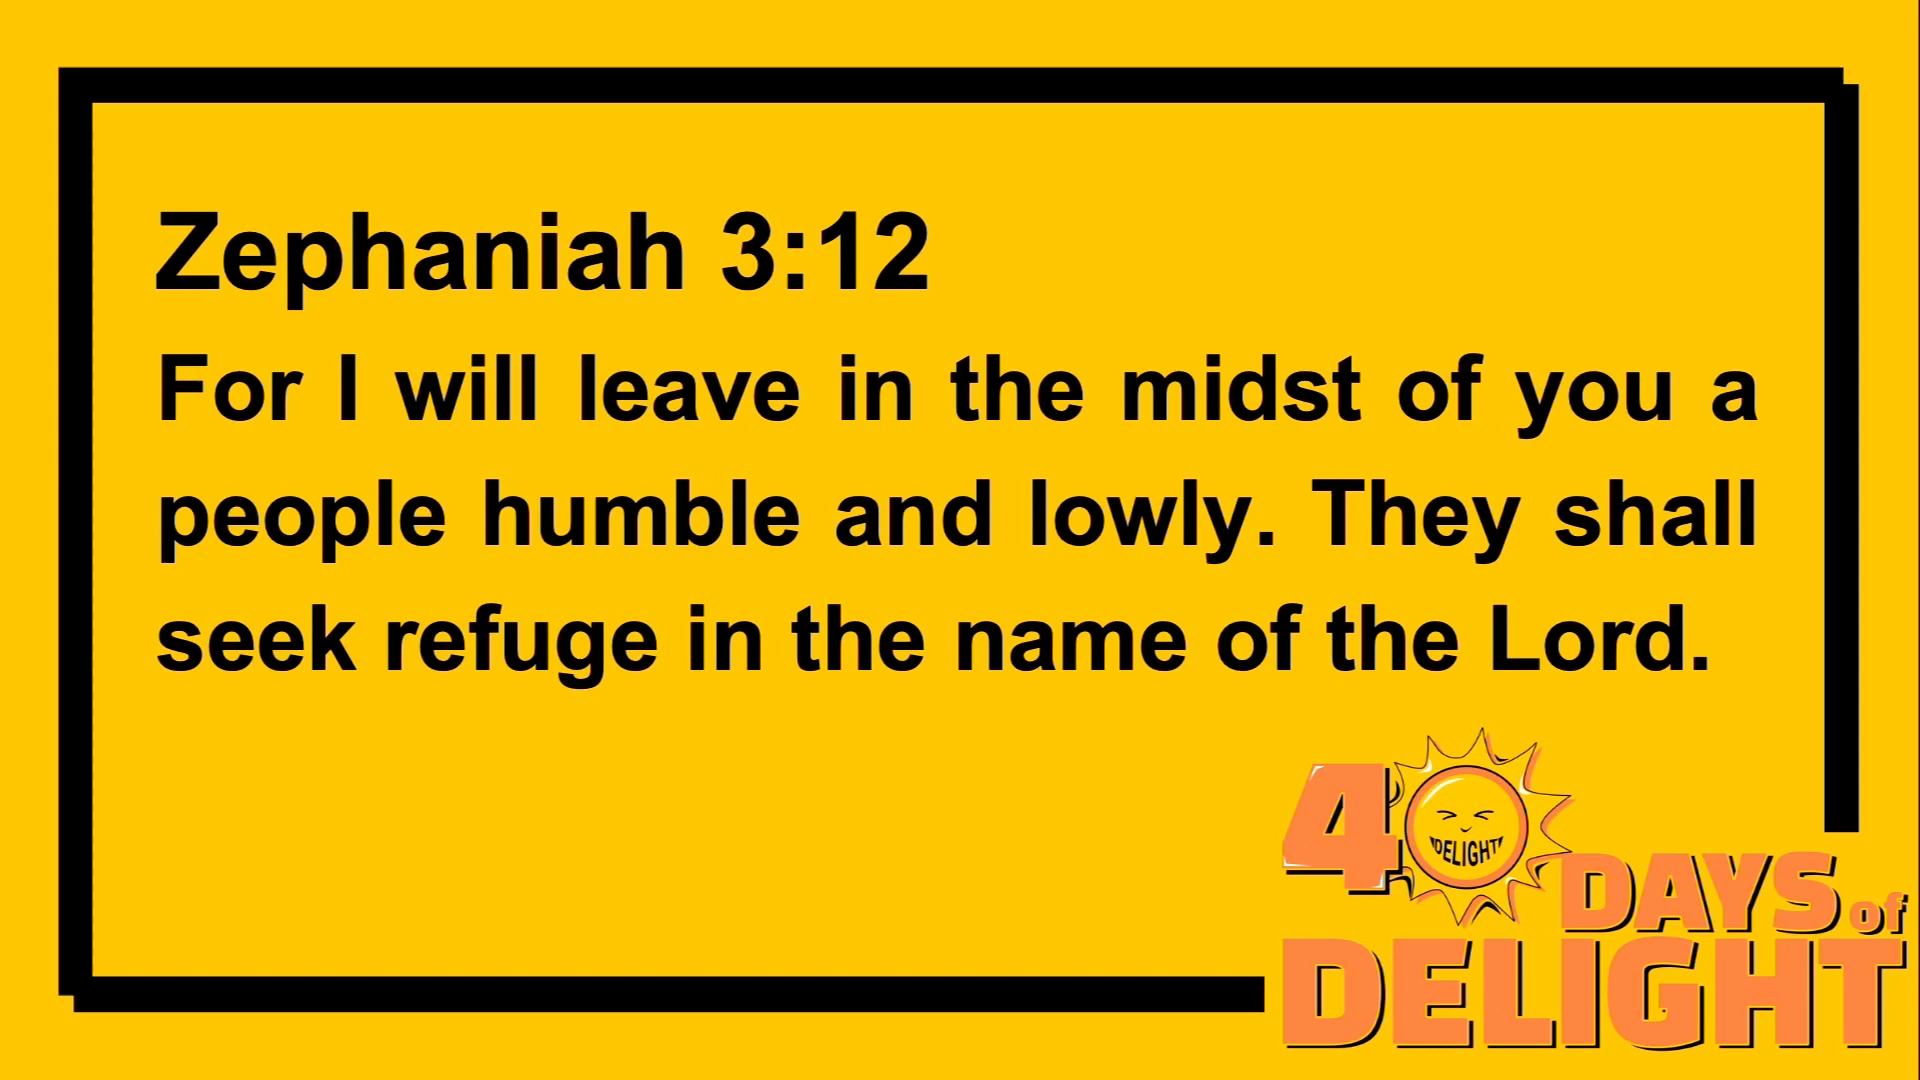 Zephaniah 3:12
For I will leave in the midst of you a
people humble and lowly. They shall
seek refuge in the name of the Lord.
4
DELIGHT
DAYS of
DELIGHT